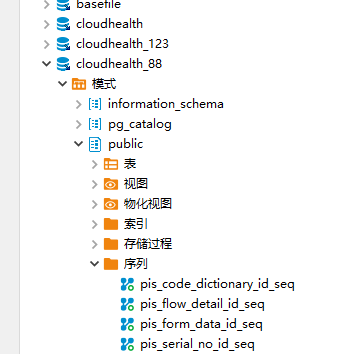 basefile
cloudhealth
cloudhealth_123
cloudhealth_88
模式
information_schema
pg_catalog
public
表
视图
物化视图
索引
存储过程
序列
pis_code_dictionary_id_seq
pis_flow_detail_id_seq
pis_form_data_id_seq
pis_serial_no_id_seq